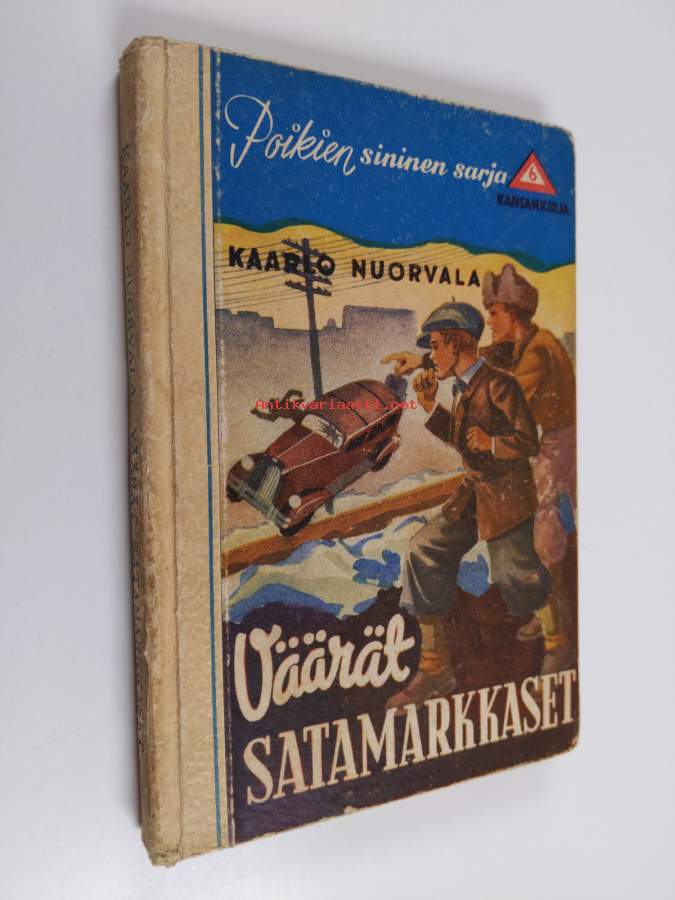 Poikien sininen sarja
6
KANSANKIRJA
KAARLO NUORVALA
Antikvariaatti.net
Väärät
SATAMARKKASET
KAARLO NUORVALA VÄÄRÄT SATAMARKKASET